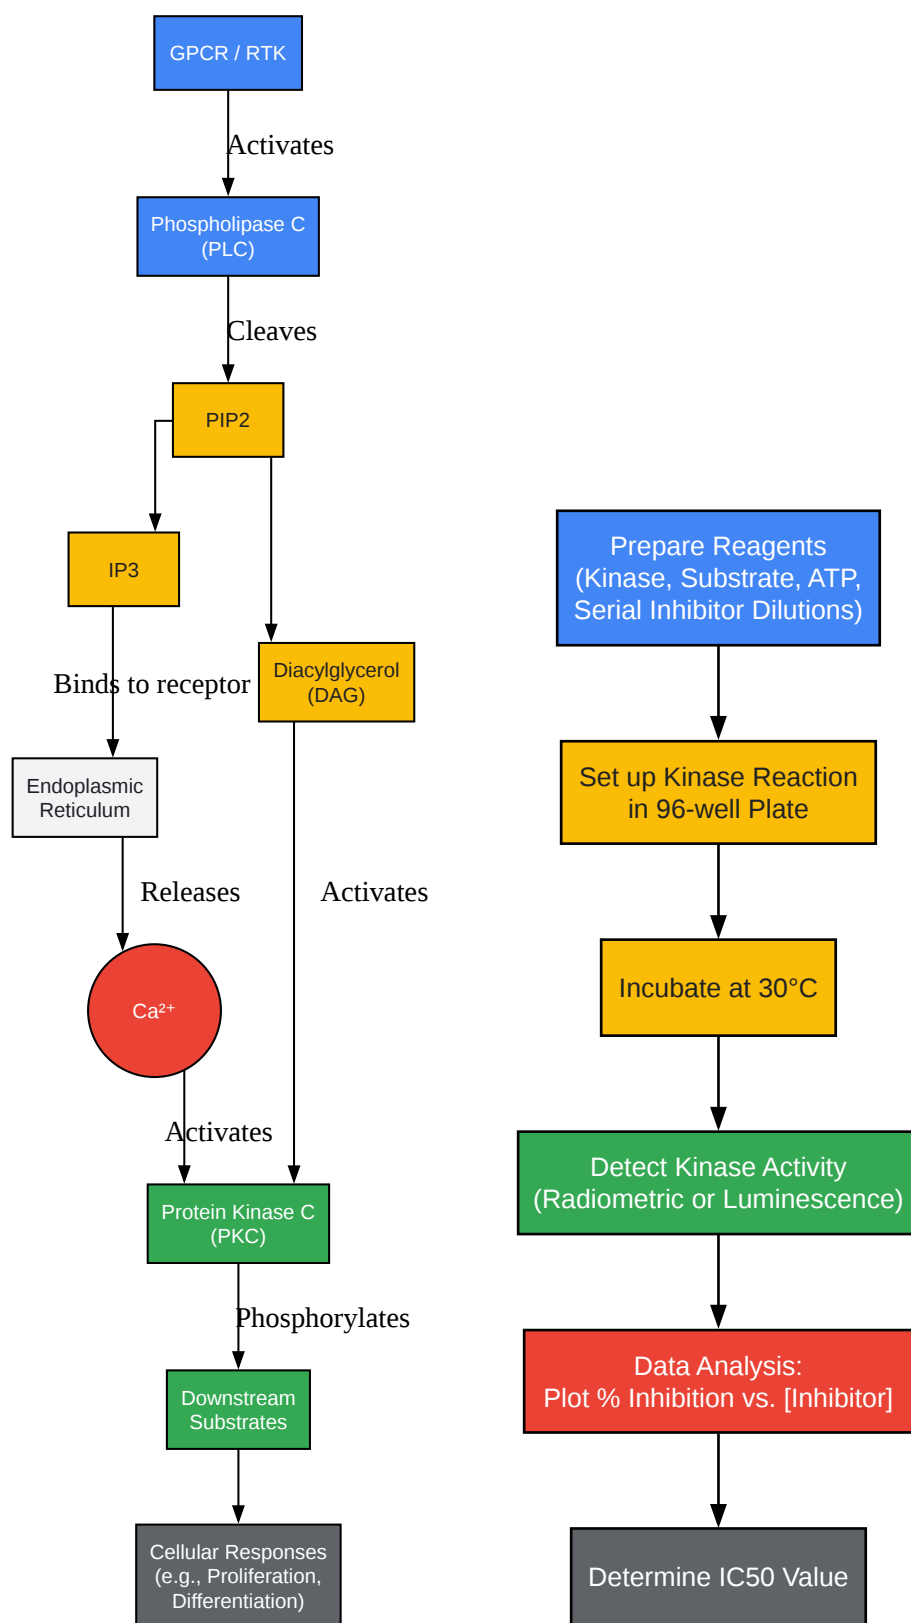 GPCR / RTK
Activates
Phospholipase C
(PLC)
Cleaves
PIP2
IP3
Binds to receptor
Diacylglycerol
(DAG)
Endoplasmic
Reticulum
Releases
Activates
Ca²⁺
Activates
Protein Kinase C
(PKC)
Phosphorylates
Downstream
Substrates
Cellular Responses
(e.g., Proliferation,
Differentiation)
Prepare Reagents
(Kinase, Substrate, ATP,
Serial Inhibitor Dilutions)
Set up Kinase Reaction
in 96-well Plate
Incubate at 30°C
Detect Kinase Activity
(Radiometric or Luminescence)
Data Analysis:
Plot % Inhibition vs. [Inhibitor]
Determine IC50 Value